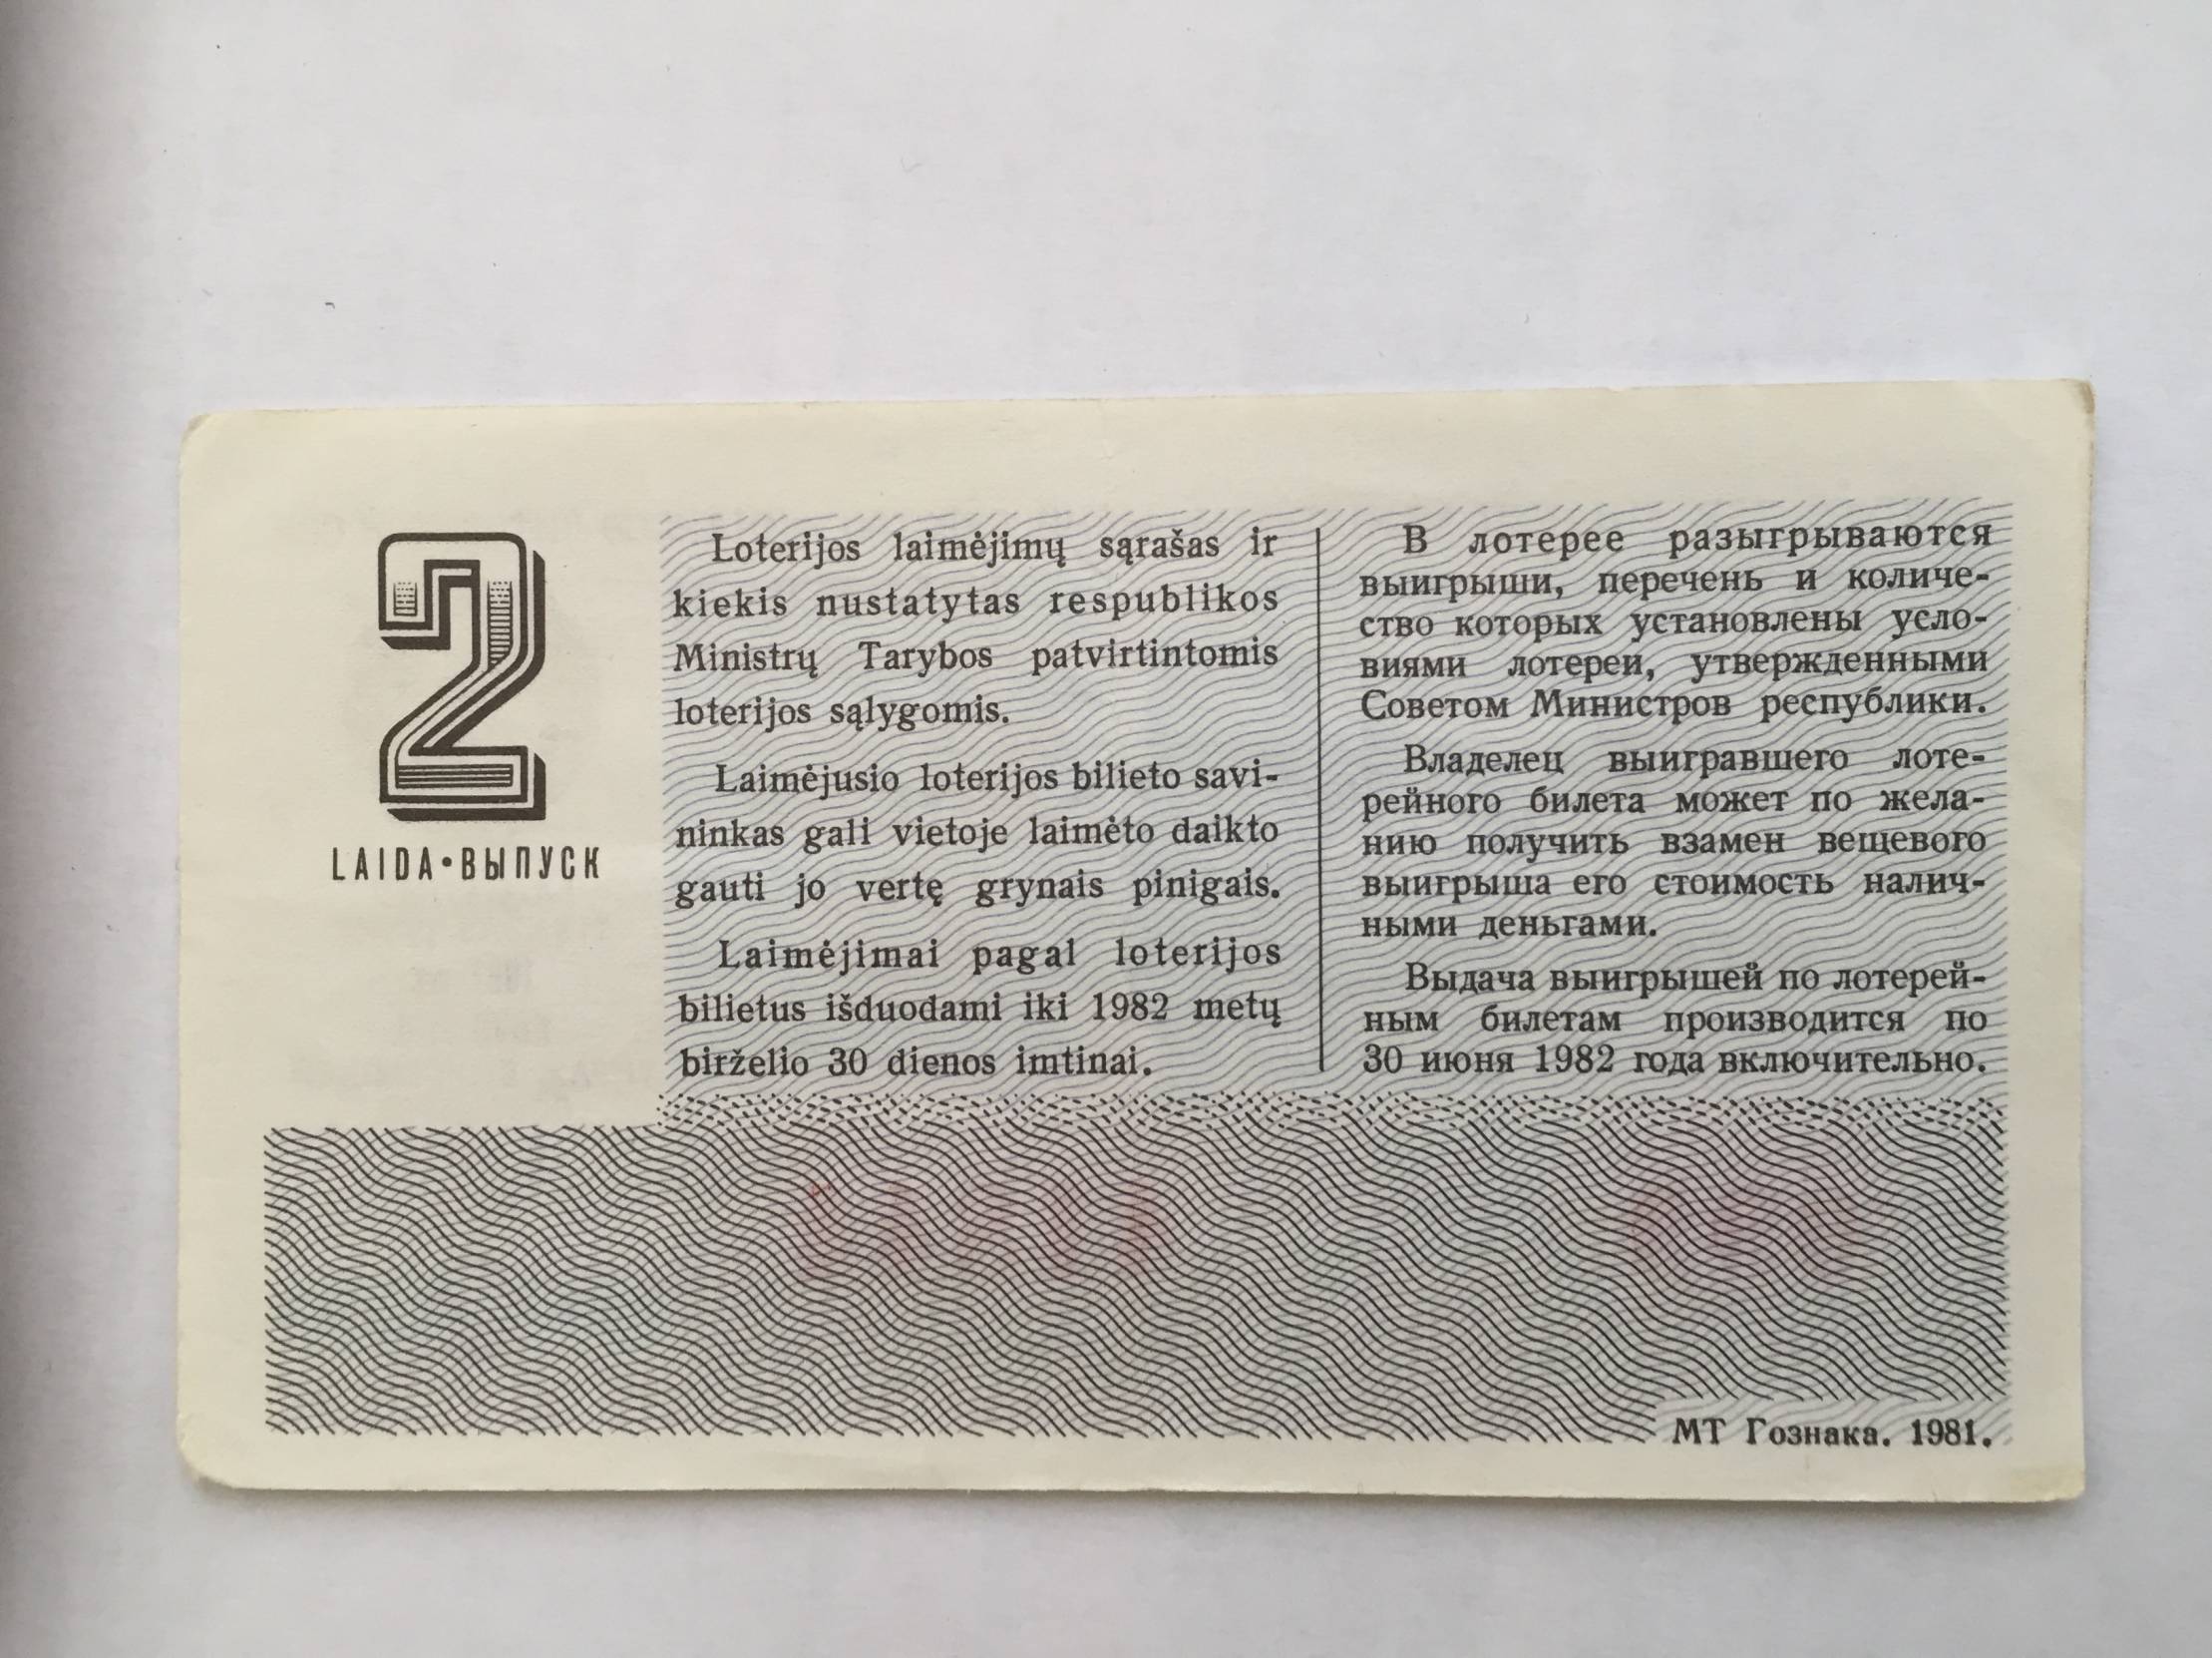 2
LAIDA•ВЫПУСК
Loterijos laimėjimų sąrašas ir
kiekis nustatytas respublikos
Ministrų Tarybos patvirtintomis
loterijos sąlygomis.
Laimėjusio loterijos bilieto savi-
ninkas gali vietoje laimėto daikto
gauti jo vertę grynais pinigais.
Laimėjimai pagal loterijos
bilietus išduodami iki 1982 metų
birželio 30 dienos imtinai.
В лотерее разыгрываются
выигрыши, перечень и количе-
ство которых установлены усло-
виями лотереи, утвержденными
Советом Министров республики.
Владелец выигравшего лоте-
рейного билета может по жела-
нию получить взамен вещевого
выигрыша его стоимость налич-
ными деньгами.
Выдача выигрышей по лотерей-
ным билетам производится по
30 июня 1982 года включительно.
МТ Гознака. 1981.